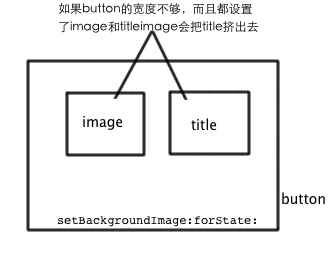 如果button的宽度不够，而且都设置
了image和titleimage会把title挤出去
image
title
button
setBackgroundImage:forState: